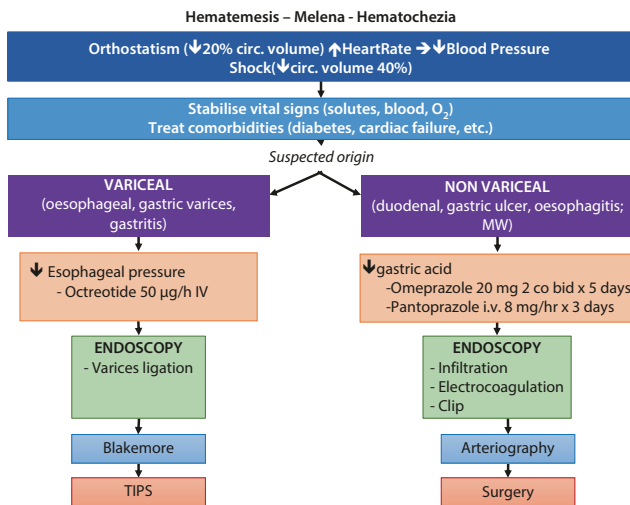 Hematemesis – Melena - Hematochezia
Orthostatism (🡻20% circ. volume) 🡹HeartRate 🡺 🡻Blood Pressure
Shock(🡻circ. volume 40%)
Stabilise vital signs (solutes, blood, O₂)
Treat comorbidities (diabetes, cardiac failure, etc.)
Suspected origin
VARICEAL
(oesophageal, gastric varices,
gastritis)
🡻 Esophageal pressure
- Octreotide 50 µg/h IV
ENDOSCOPY
- Varices ligation
Blakemore
TIPS
NON VARICEAL
(duodenal, gastric ulcer, oesophagitis;
MW)
🡻gastric acid
-Omeprazole 20 mg 2 co bid x 5 days
-Pantoprazole i.v. 8 mg/hr x 3 days
ENDOSCOPY
- Infiltration
- Electrocoagulation
- Clip
Arteriography
Surgery